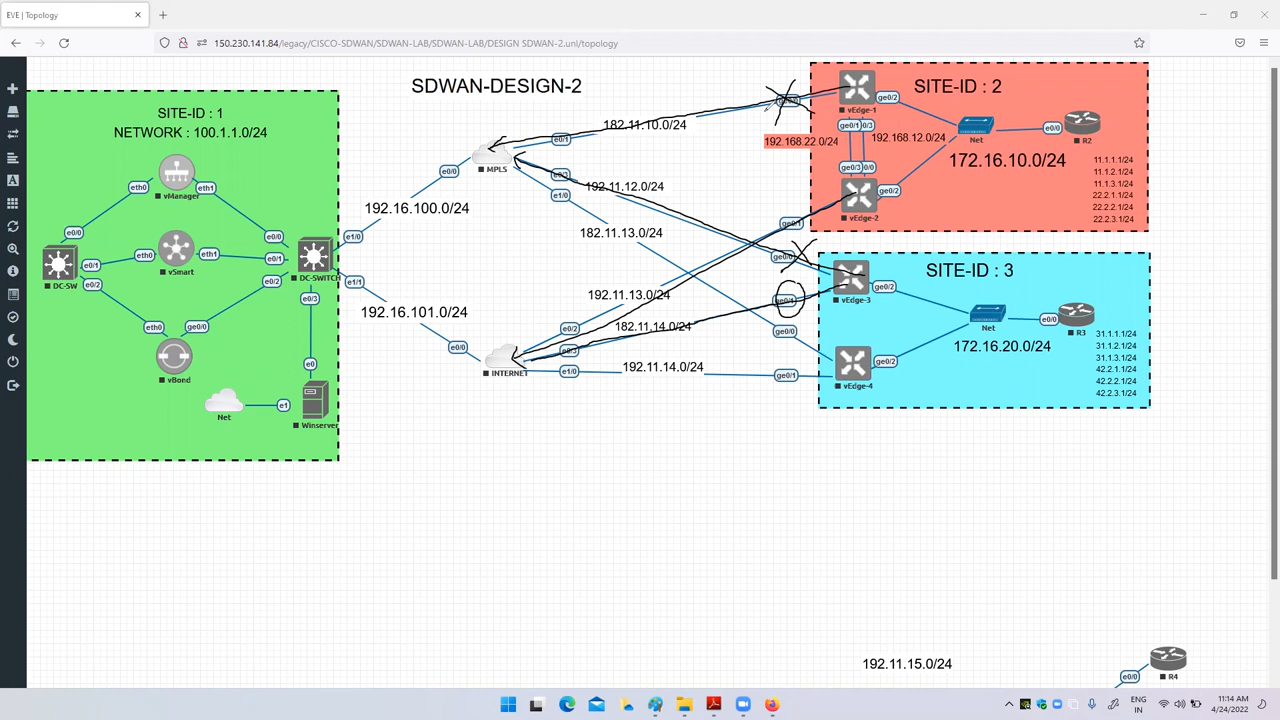 EVE | Topology
150.230.141.84/legacy/CISCO-SDWAN/SDWAN-LAB/SDWAN-LAB/DESIGN SDWAN-2.unl/topology
SDWAN-DESIGN-2
SITE-ID : 1
NETWORK : 100.1.1.0/24
eth0
vManager
eth1
e0/0
e0/0
eth0
eth1
e0/1
e0/1
vSmart
DC-SW
DC-SWITCH
e0/2
e0/2
e0/3
eth0
ge0/0
vBond
e0
Net
e1
Winserver
e1/0
e1/1
192.16.100.0/24
192.16.101.0/24
e0/0
MPLS
e0/1
e0/3
e1/0
182.11.10.0/24
192.11.12.0/24
182.11.13.0/24
192.11.13.0/24
182.11.14.0/24
192.11.14.0/24
e0/0
INTERNET
e0/2
e0/3
e1/0
SITE-ID : 2
ge0/0
vEdge-1
ge0/2
ge0/1
0/3
192.168.22.0/24
192.168.12.0/24
ge0/3
0/0
vEdge-2
ge0/2
ge0/1
Net
e0/0
R2
172.16.10.0/24
11.1.1.1/24
11.1.2.1/24
11.1.3.1/24
22.2.1.1/24
22.2.2.1/24
22.2.3.1/24
SITE-ID : 3
ge0/0
vEdge-3
ge0/2
ge0/1
Net
e0/0
R3
172.16.20.0/24
31.1.1.1/24
31.1.2.1/24
31.1.3.1/24
42.2.1.1/24
42.2.2.1/24
42.2.3.1/24
ge0/0
vEdge-4
ge0/2
ge0/1
192.11.15.0/24
e0/0
R4
ENG
IN
11:14 AM
4/24/2022